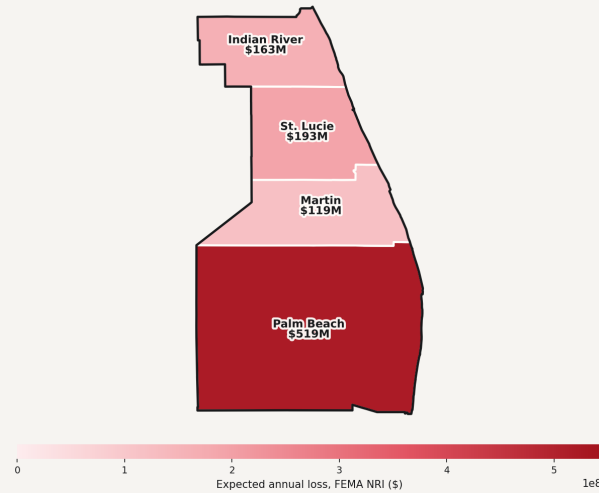 Indian River
$163M
St. Lucie
$193M
Martin
$119M
Palm Beach
$519M
0 1 2 3 4 5
1e8
Expected annual loss, FEMA NRI ($)